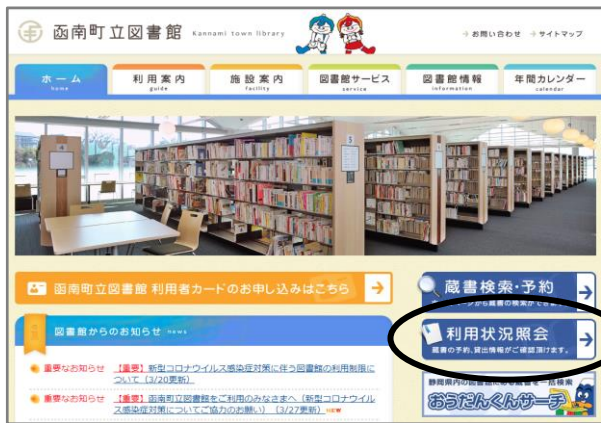 函南町立図書館 Kannami town library
→お問い合わせ →サイトマップ
ホーム 利用案内 施設案内 図書館サービス 図書館情報 年間カレンダー
home guide facility service information calendar
函南町立図書館 利用者カードのお申し込みはこちら
蔵書検索・予約
図書館からのお知らせ news
利用状況照会
蔵書の予約、貸出情報がご確認頂けます。
重要なお知らせ 【重要】新型コロナウイルス感染症対策に伴う図書館の利用制限に
ついて（3/20更新）
重要なお知らせ 【重要】函南町立図書館をご利用のみなさまへ（新型コロナウイル
ス感染症対策についてご協力のお願い）（3/27更新） NEW
静岡県内の図書館にある蔵書を一括検索
おうだんくんサーチ